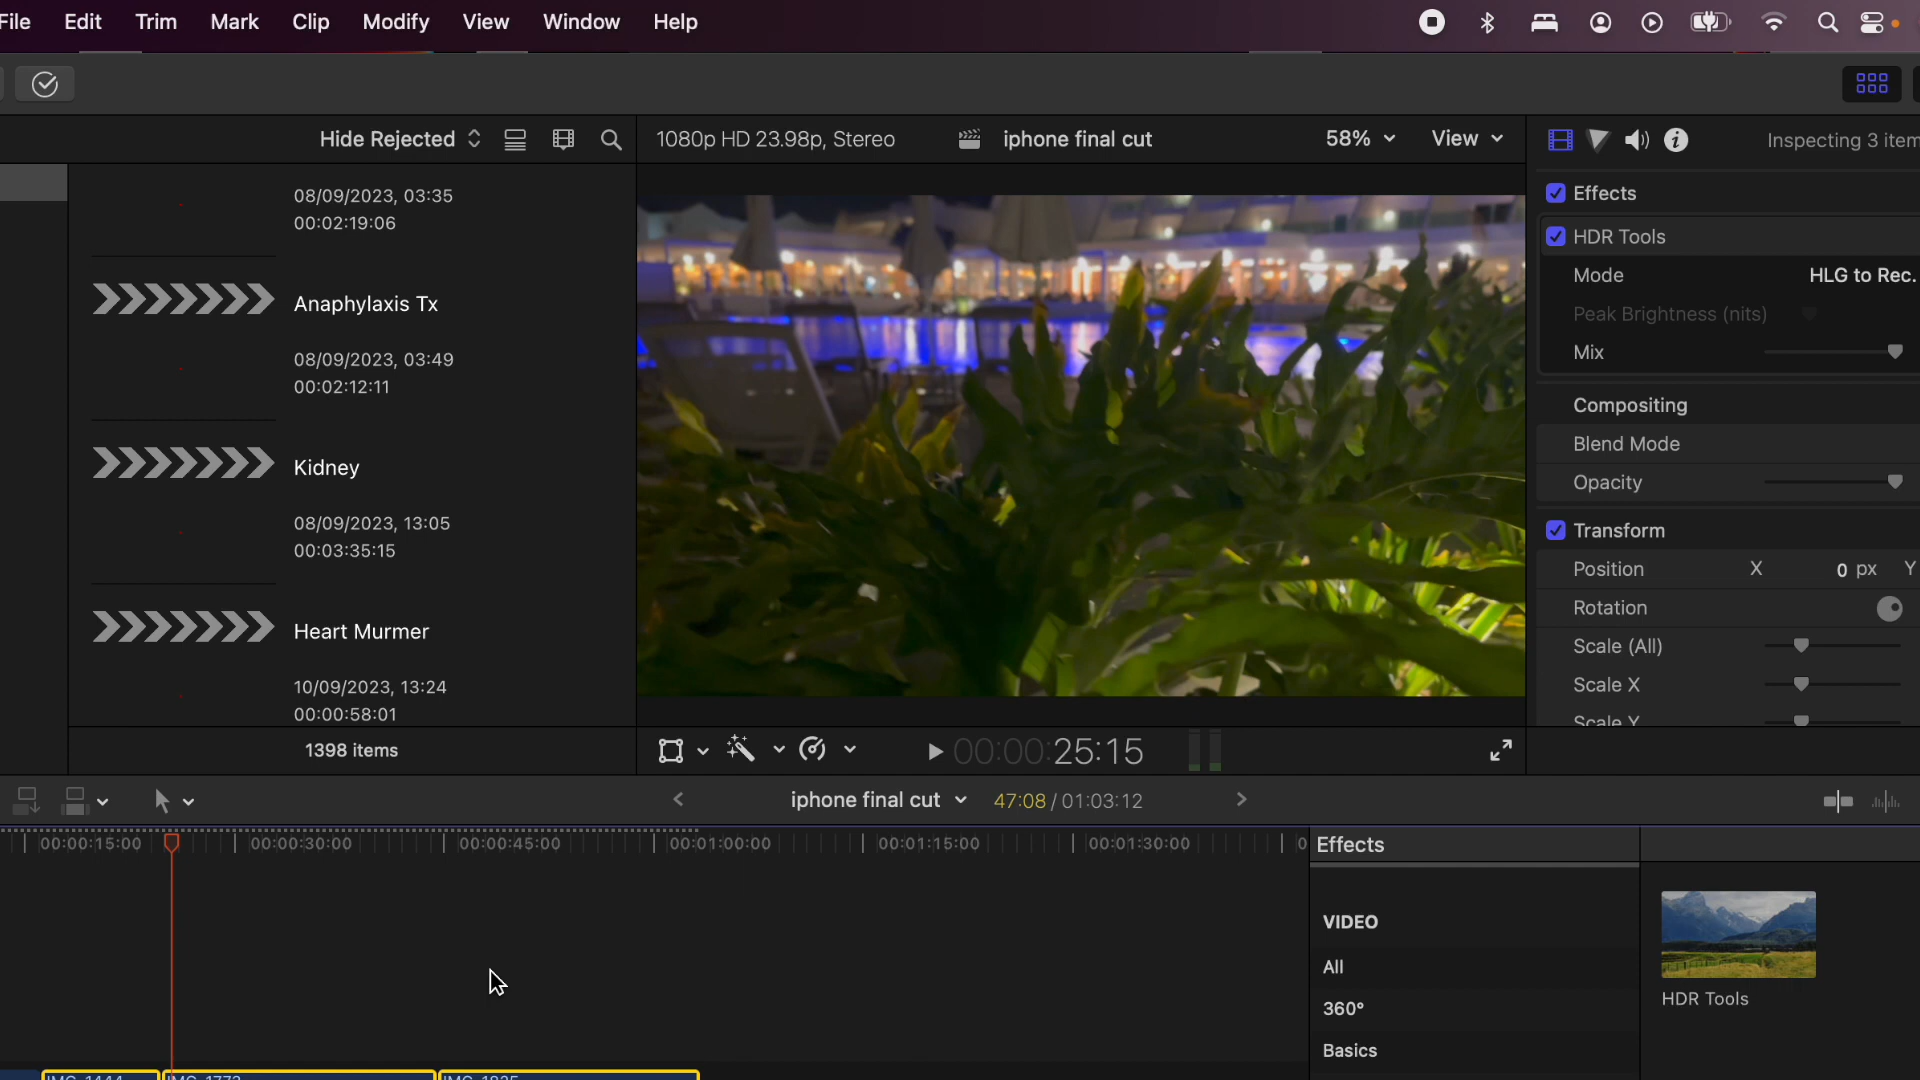 File Edit Trim Mark Clip Modify View Window Help
Hide Rejected
1080p HD 23.98p, Stereo iphone final cut 58% View
Inspecting 3 item
08/09/2023, 03:35
00:02:19:06
Anaphylaxis Tx
08/09/2023, 03:49
00:02:12:11
Kidney
08/09/2023, 13:05
00:03:35:15
Heart Murmer
10/09/2023, 13:24
00:00:58:01
1398 items
Effects
HDR Tools
Mode HLG to Rec.
Peak Brightness (nits)
Mix
Compositing
Blend Mode
Opacity
Transform
Position X 0 px Y
Rotation
Scale (All)
Scale X
Scale Y
00:00:25:15
iphone final cut 47:08 / 01:03:12
00:00:15:00 00:00:30:00 00:00:45:00 00:01:00:00 00:01:15:00 00:01:30:00
Effects
VIDEO
All
360°
Basics
HDR Tools